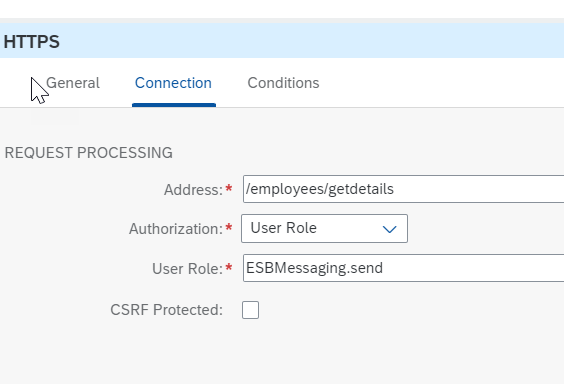 HTTPS
General Connection Conditions
REQUEST PROCESSING
Address:* /employees/getdetails
Authorization:* User Role
User Role:* ESBMessaging.send
CSRF Protected: